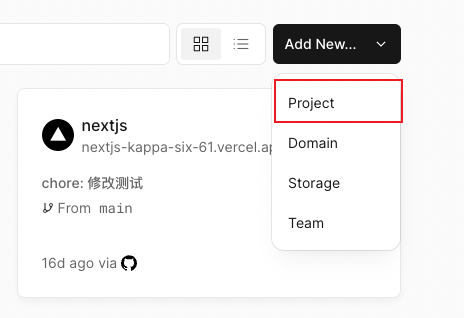 Add New...
Project
Domain
Storage
Team
nextjs
nextjs-kappa-six-61.vercel.ap
chore: 修改测试
From main
16d ago via